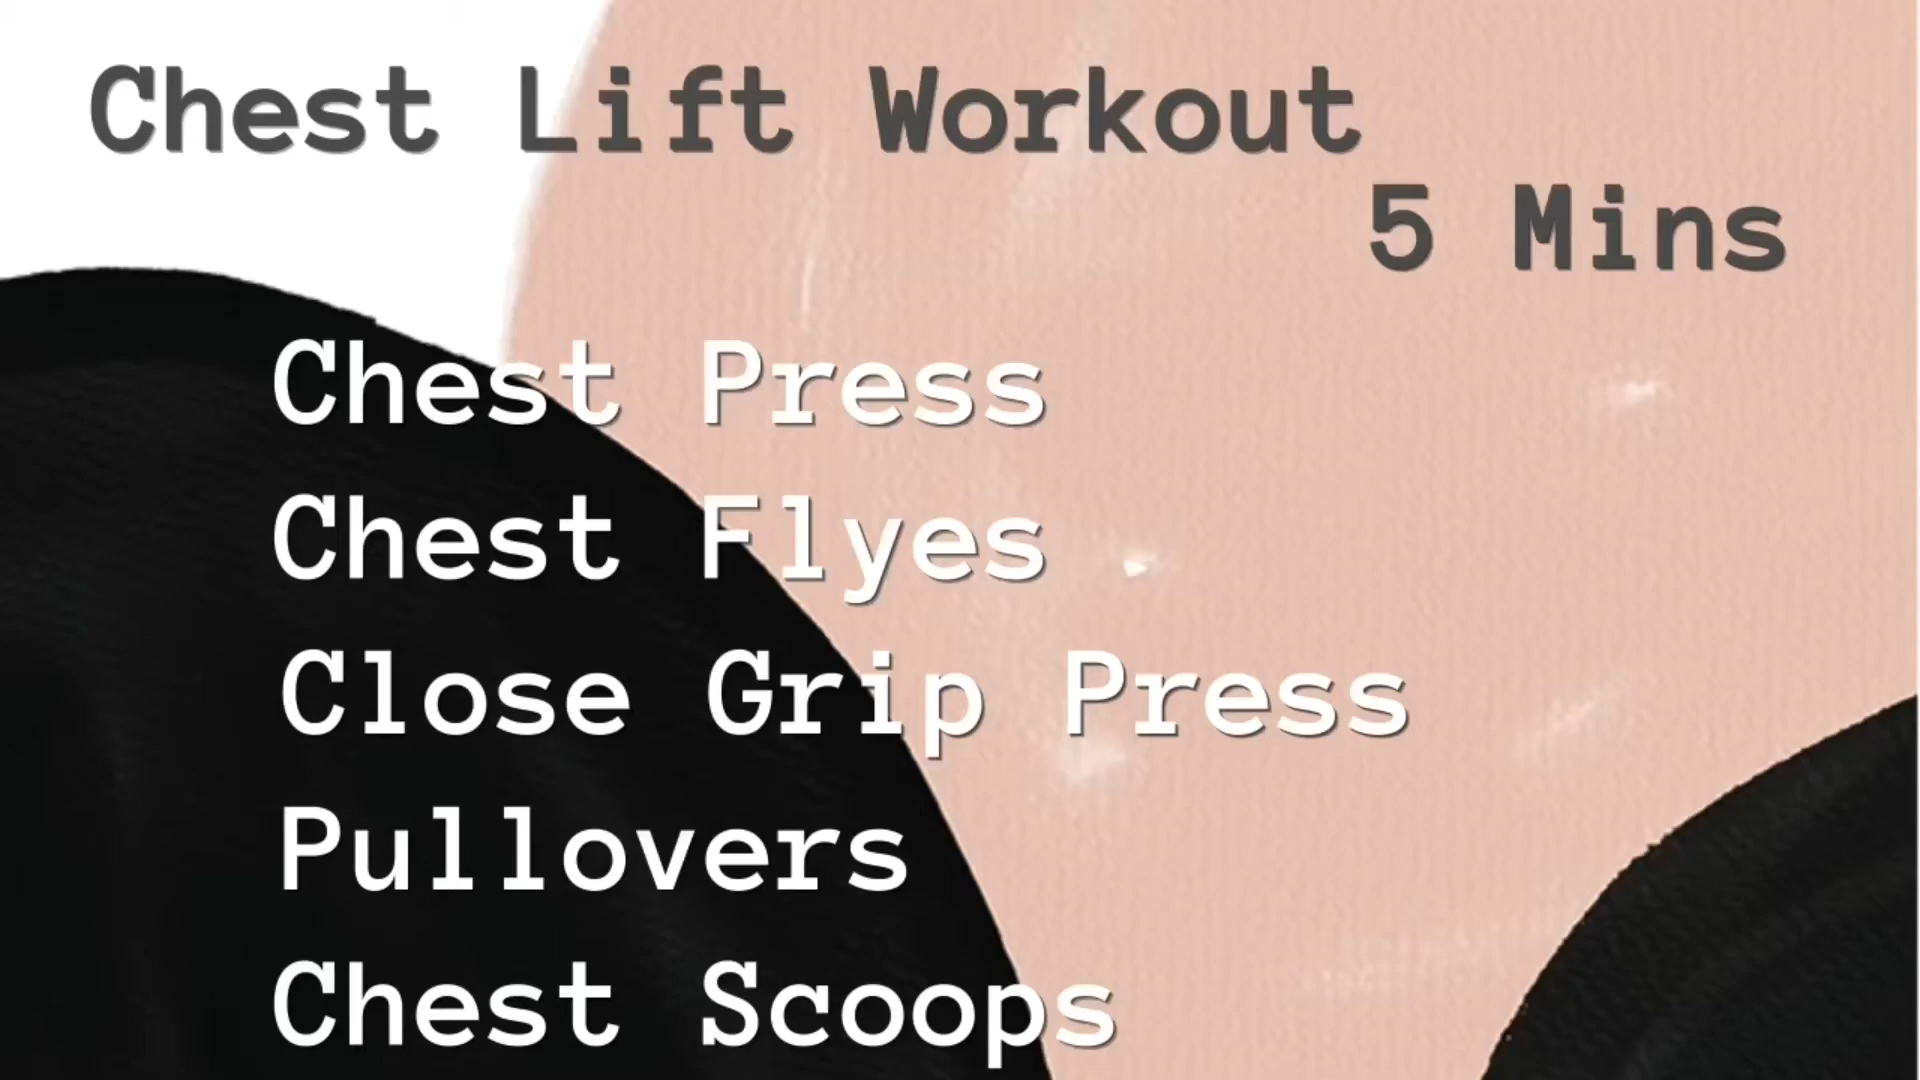 Chest Lift Workout
5 Mins
Chest Press
Chest Flyes
Close Grip Press
Pullovers
Chest Scoops